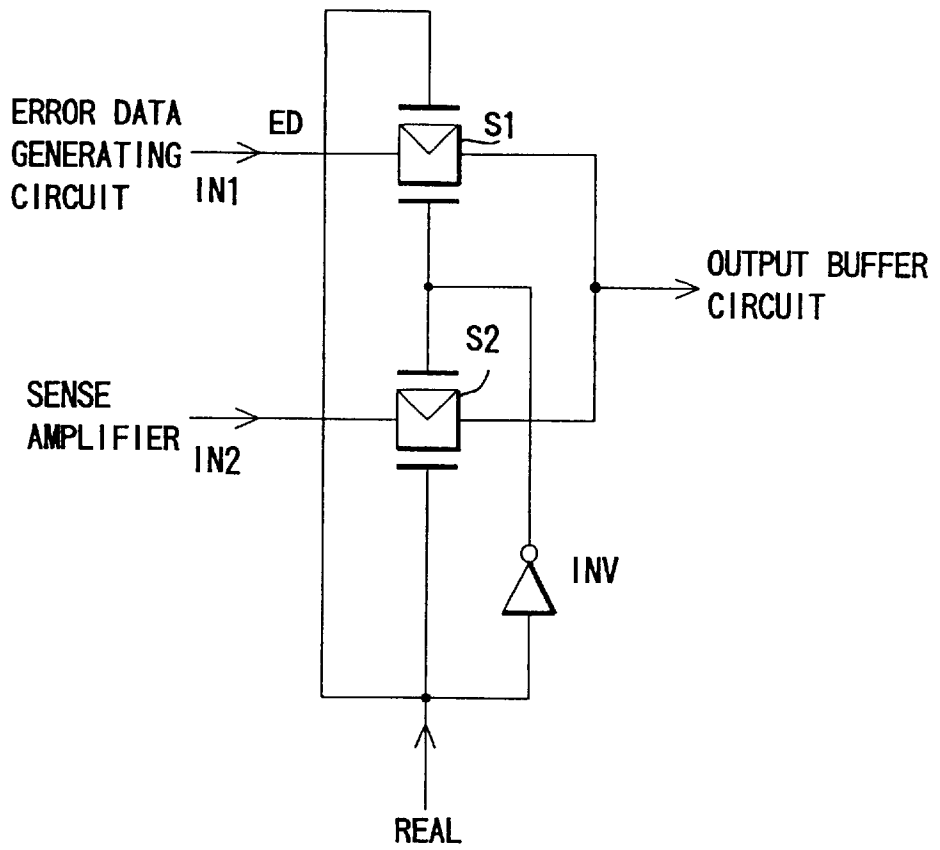 ERROR DATA
GENERATING
CIRCUIT
ED
IN1
S1
OUTPUT BUFFER
CIRCUIT
S2
SENSE
AMPLIFIER
IN2
INV
REAL